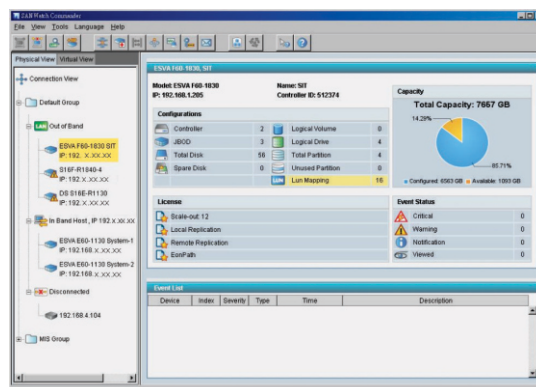 SANWatch Commander
File View Tools Language Help
Physical View Virtual View
Connection View
Default Group
LAN Out of Band
ESVA F60-1830 SIT
IP: 192. X.XX.XX
S16F-R1840-4
IP: 192. X.XX.XX
DS S16E-R1130
IP: 192. X.XX.XX
In Band Host , IP 192.X.XX.XX
ESVA E60-1130 System-1
IP: 192.168.X.XX.XX
ESVA E60-1130 System-2
IP: 192.168.X.XX.XX
Disconnected
192.168.4.104
MIS Group
ESVA F60-1830, SIT
Model: ESVA F60-1830 Name: SIT
IP: 192.168.1.205 Controller ID: 512374
Configurations
Controller 2 Logical Volume 0
JBOD 3 Logical Drive 4
Total Disk 56 Total Partition 4
Spare Disk 0 Unused Partition 0
Lun Mapping 16
Capacity
Total Capacity: 7667 GB
14.29%
85.71%
Configured: 6563 GB Available: 1093 GB
License
Scale-out: 12
Local Replication
Remote Replication
EonPath
Event Status
Critical 0
Warning 0
Notification 0
Viewed 0
Event List
Device Index Severity Type Time Description